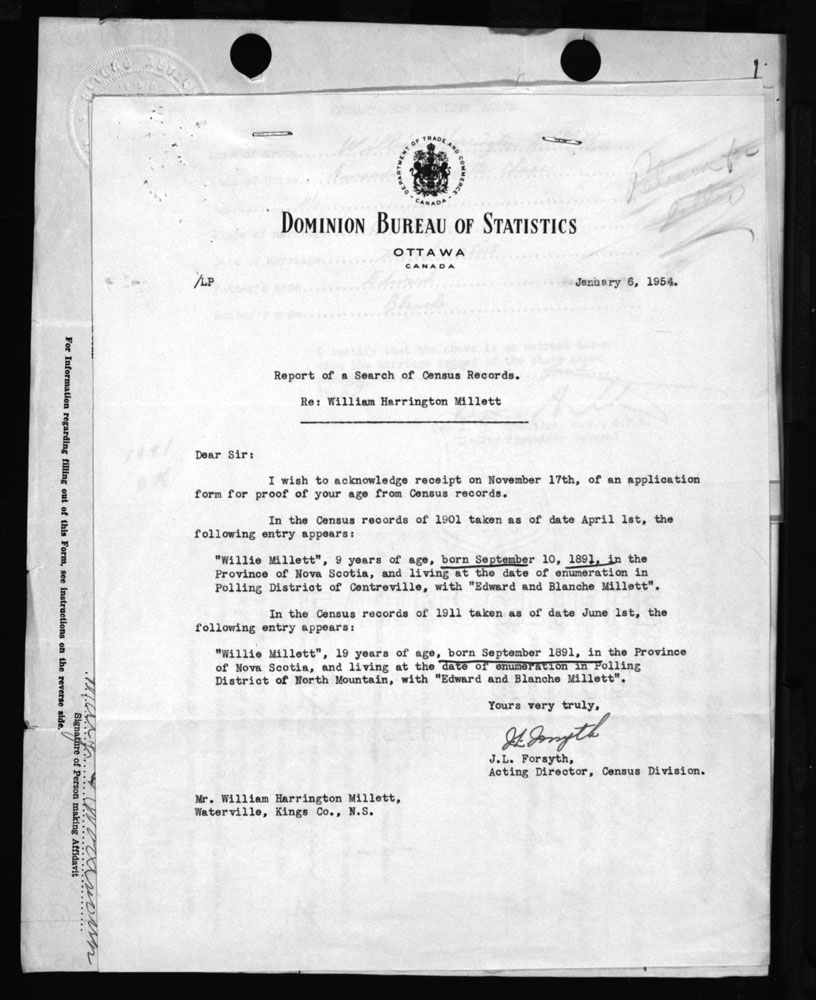 DEPARTMENT OF TRADE AND COMMERCE
CANADA
DOMINION BUREAU OF STATISTICS
OTTAWA
CANADA
/LP
January 6, 1954.
Report of a Search of Census Records.
Re: William Harrington Millett
Dear Sir:
I wish to acknowledge receipt on November 17th, of an application
form for proof of your age from Census records.
In the Census records of 1901 taken as of date April 1st, the
following entry appears:
"Willie Millett", 9 years of age, born September 10, 1891, in the
Province of Nova Scotia, and living at the date of enumeration in
Polling District of Centreville, with "Edward and Blanche Millett".
In the Census records of 1911 taken as of date June 1st, the
following entry appears:
"Willie Millett", 19 years of age, born September 1891, in the Province
of Nova Scotia, and living at the date of enumeration in Polling
District of North Mountain, with "Edward and Blanche Millett".
Yours very truly,
J.L. Forsyth,
Acting Director, Census Division.
Mr. William Harrington Millett,
Waterville, Kings Co., N.S.
For information regarding filling out of this Form, see instructions on the reverse side.
Signature of Person making Affidavit